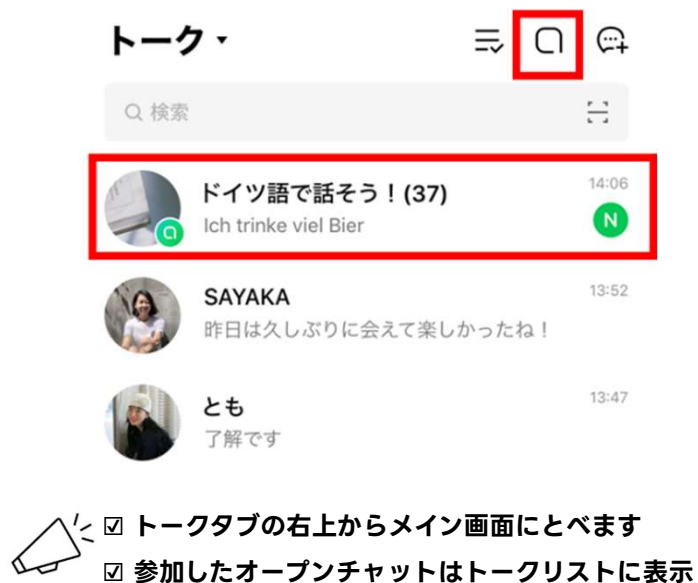 トーク
検索
ドイツ語で話そう！(37)
14:06
Ich trinke viel Bier
N
SAYAKA
13:52
昨日は久しぶりに会えて楽しかったね！
とも
13:47
了解です
☑ トークタブの右上からメイン画面にとべます
☑ 参加したオープンチャットはトークリストに表示